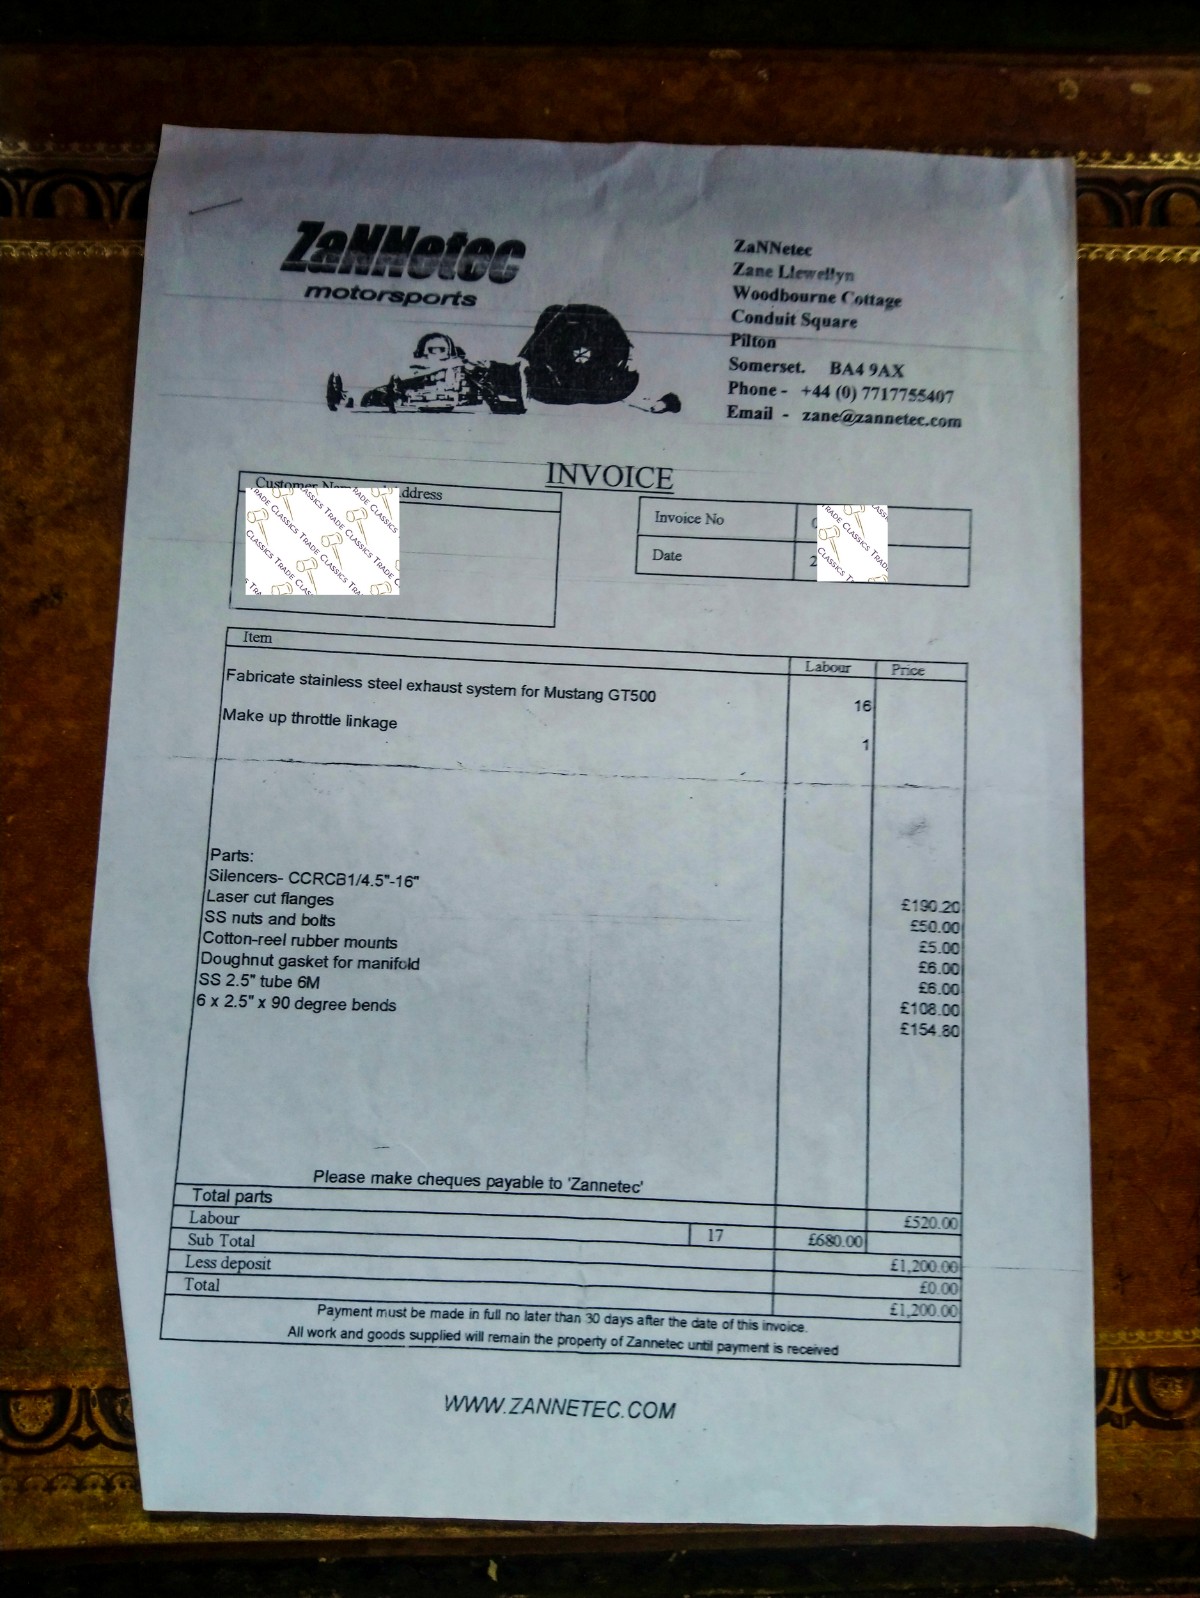 ZaNNetec
motorsports
ZaNNetec
Zane Llewellyn
Woodbourne Cottage
Conduit Square
Pilton
Somerset. BA4 9AX
Phone - +44 (0) 7717755407
Email - zane@zannetec.com
INVOICE
Customer Address
Invoice No
Date 2
TRADE CLASSICS TRADE CLASSICS
Item Labour Price
Fabricate stainless steel exhaust system for Mustang GT500 16
Make up throttle linkage 1
Parts:
Silencers- CCRCB1/4.5"-16" £190.20
Laser cut flanges £50.00
SS nuts and bolts £5.00
Cotton-reel rubber mounts £6.00
Doughnut gasket for manifold £6.00
SS 2.5" tube 6M £108.00
6 x 2.5" x 90 degree bends £154.80
Please make cheques payable to 'Zannetec'
Total parts £520.00
Labour 17 £680.00
Sub Total £1,200.00
Less deposit £0.00
Total £1,200.00
Payment must be made in full no later than 30 days after the date of this invoice.
All work and goods supplied will remain the property of Zannetec until payment is received
WWW.ZANNETEC.COM